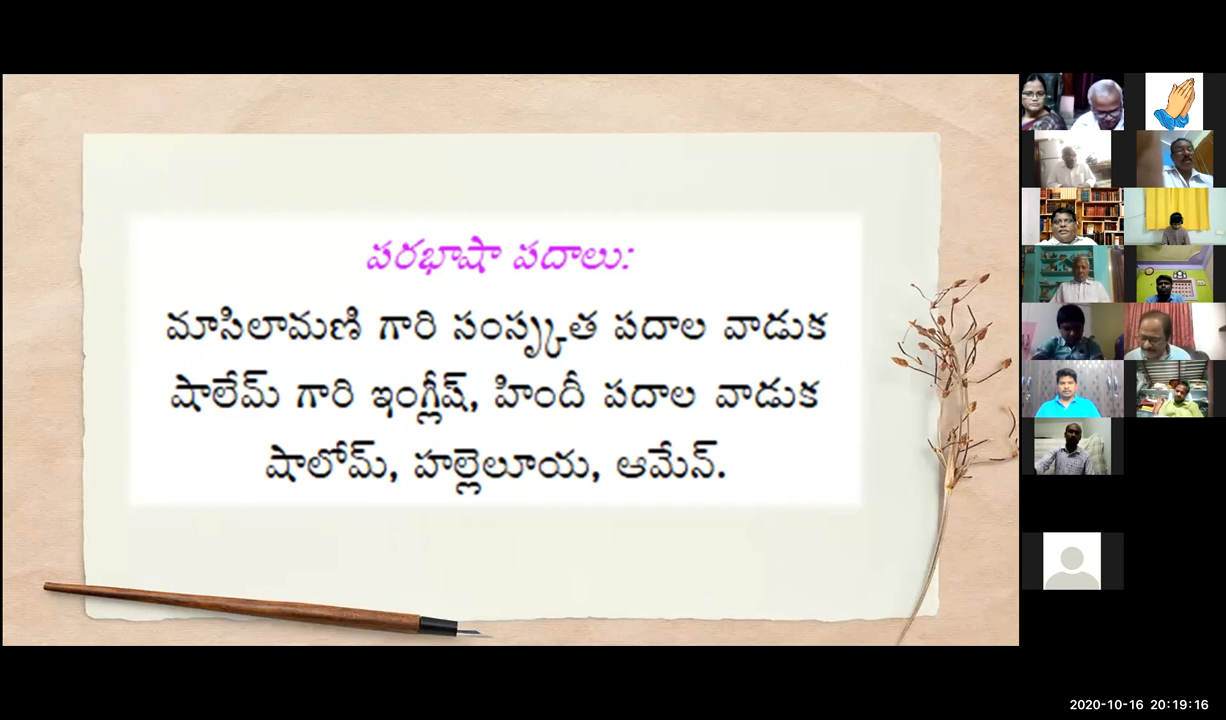 పరభాషా పదాలు:
మాసిలామణి గారి సంస్కృత పదాల వాడుక
షాలేమ్ గారి ఇంగ్లీష్, హిందీ పదాల వాడుక
షాలోమ్, హల్లెలూయ, ఆమేన్.
2020-10-16 20:19:16